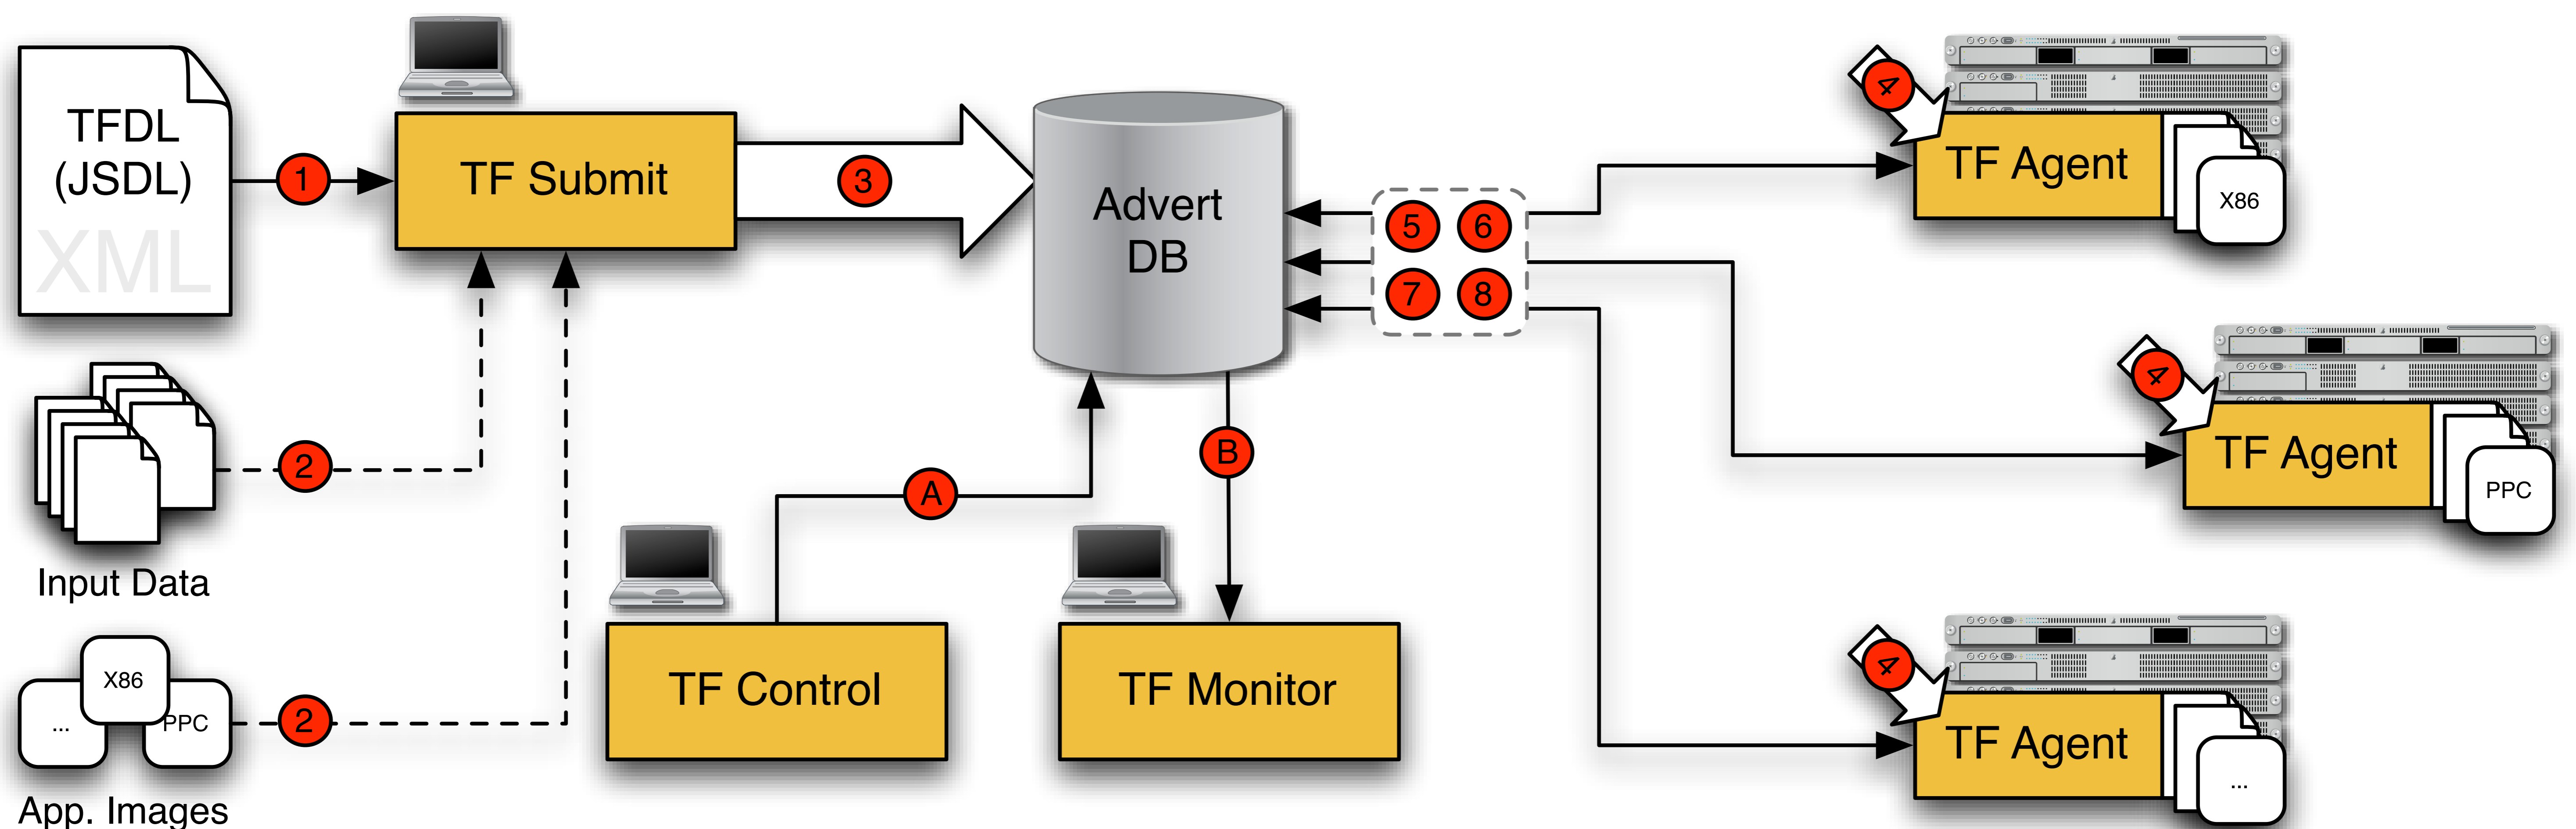 TFDL
(JSDL)
XML
1
TF Submit
3
Advert
DB
5
6
7
8
4
TF Agent
X86
2
Input Data
A
B
4
TF Agent
PPC
X86
...
PPC
2
App. Images
TF Control
TF Monitor
4
TF Agent
...